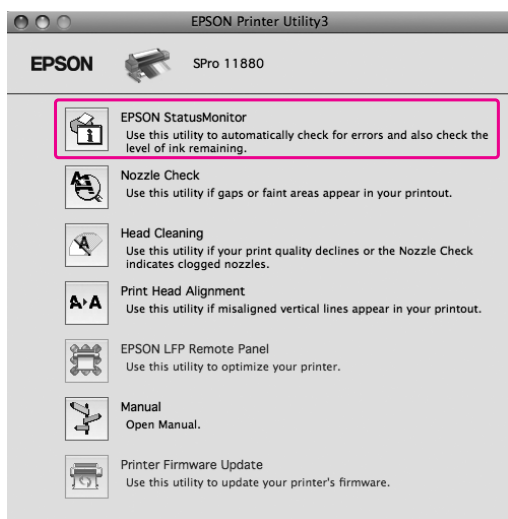 EPSON Printer Utility3
EPSON
SPro 11880
EPSON StatusMonitor
Use this utility to automatically check for errors and also check the
level of ink remaining.
Nozzle Check
Use this utility if gaps or faint areas appear in your printout.
Head Cleaning
Use this utility if your print quality declines or the Nozzle Check
indicates clogged nozzles.
Print Head Alignment
Use this utility if misaligned vertical lines appear in your printout.
EPSON LFP Remote Panel
Use this utility to optimize your printer.
Manual
Open Manual.
Printer Firmware Update
Use this utility to update your printer's firmware.